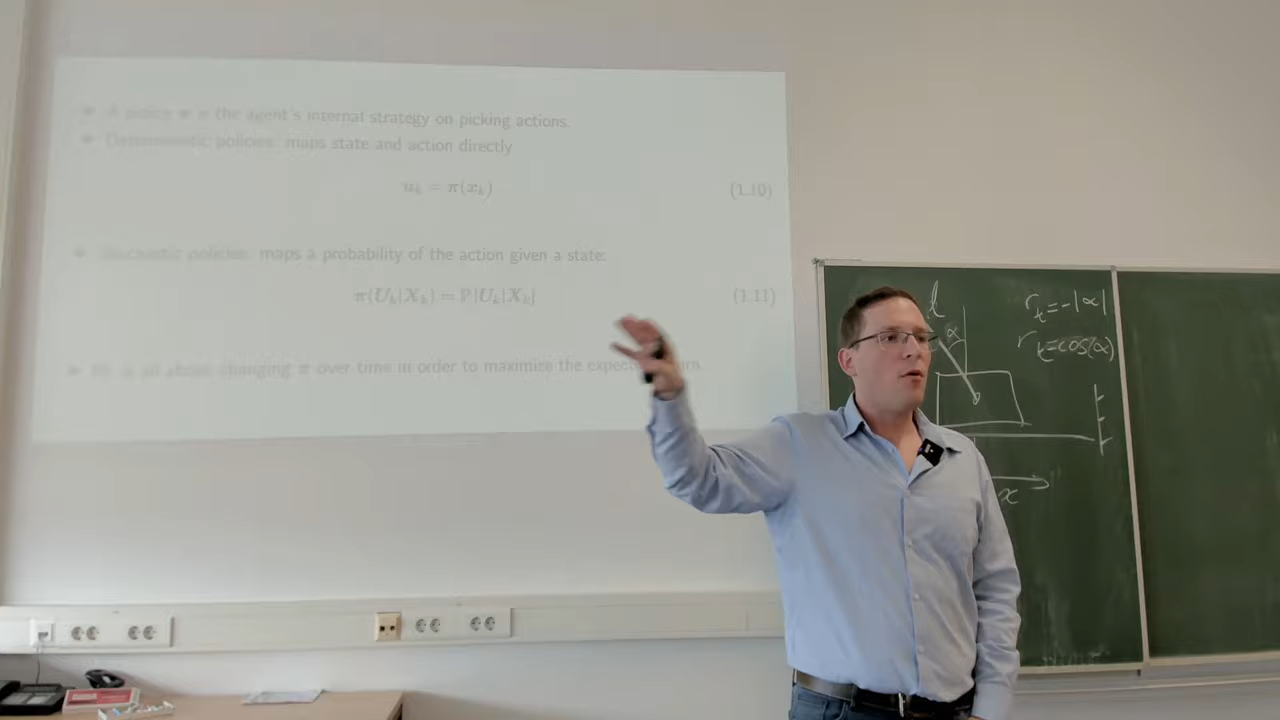 A policy π is the agent's internal strategy on picking actions.
Deterministic policies: maps state and action directly
u_k = π(x_k) (1.10)
Stochastic policies: maps a probability of the action given a state:
π(U_k|X_k) = ℙ[U_k|X_k] (1.11)
RL is all about changing π over time in order to maximize the expected
l
α
r_t = -|α|
r_t = cos(α)
x